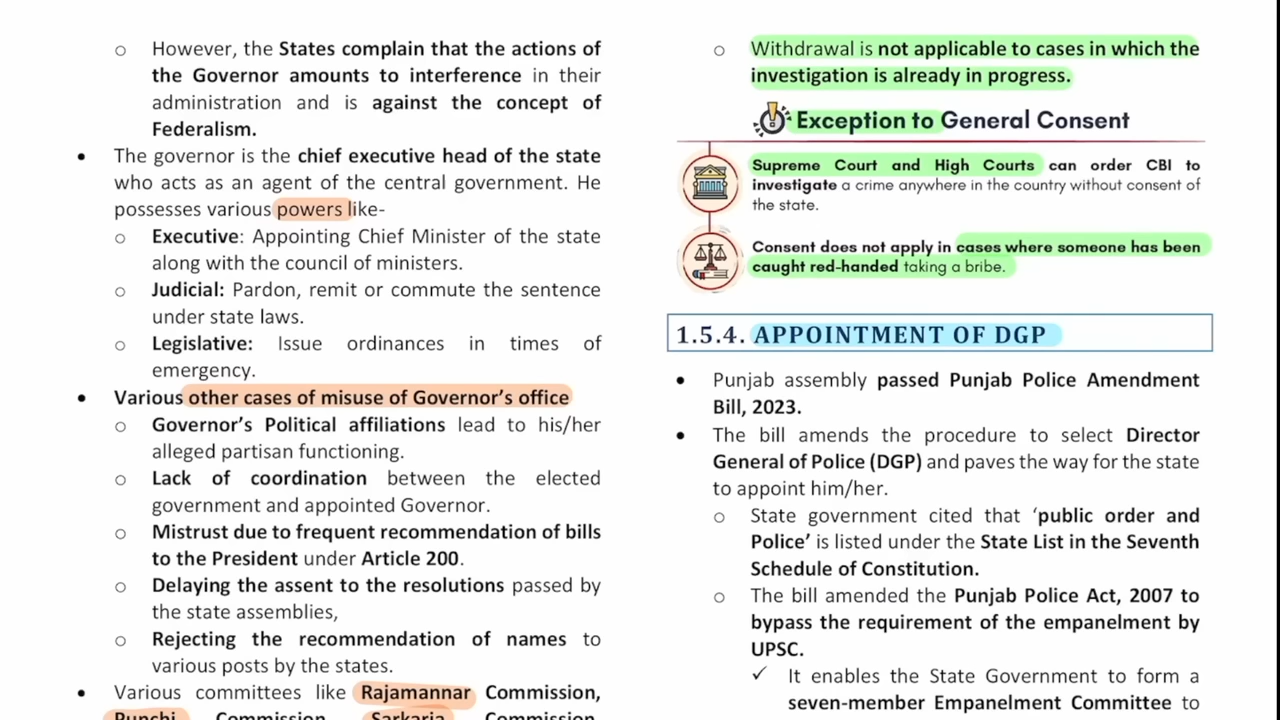 o However, the States complain that the actions of
the Governor amounts to interference in their
administration and is against the concept of
Federalism.
• The governor is the chief executive head of the state
who acts as an agent of the central government. He
possesses various powers like-
o Executive: Appointing Chief Minister of the state
along with the council of ministers.
o Judicial: Pardon, remit or commute the sentence
under state laws.
o Legislative: Issue ordinances in times of
emergency.
• Various other cases of misuse of Governor's office
o Governor's Political affiliations lead to his/her
alleged partisan functioning.
o Lack of coordination between the elected
government and appointed Governor.
o Mistrust due to frequent recommendation of bills
to the President under Article 200.
o Delaying the assent to the resolutions passed by
the state assemblies,
o Rejecting the recommendation of names to
various posts by the states.
• Various committees like Rajamannar Commission,
Punchi Commission, Sarkaria Commission,
o Withdrawal is not applicable to cases in which the
investigation is already in progress.
Exception to General Consent
Supreme Court and High Courts can order CBI to
investigate a crime anywhere in the country without consent of
the state.
Consent does not apply in cases where someone has been
caught red-handed taking a bribe.
1.5.4. APPOINTMENT OF DGP
• Punjab assembly passed Punjab Police Amendment
Bill, 2023.
• The bill amends the procedure to select Director
General of Police (DGP) and paves the way for the state
to appoint him/her.
o State government cited that 'public order and
Police' is listed under the State List in the Seventh
Schedule of Constitution.
o The bill amended the Punjab Police Act, 2007 to
bypass the requirement of the empanelment by
UPSC.
✓ It enables the State Government to form a
seven-member Empanelment Committee to